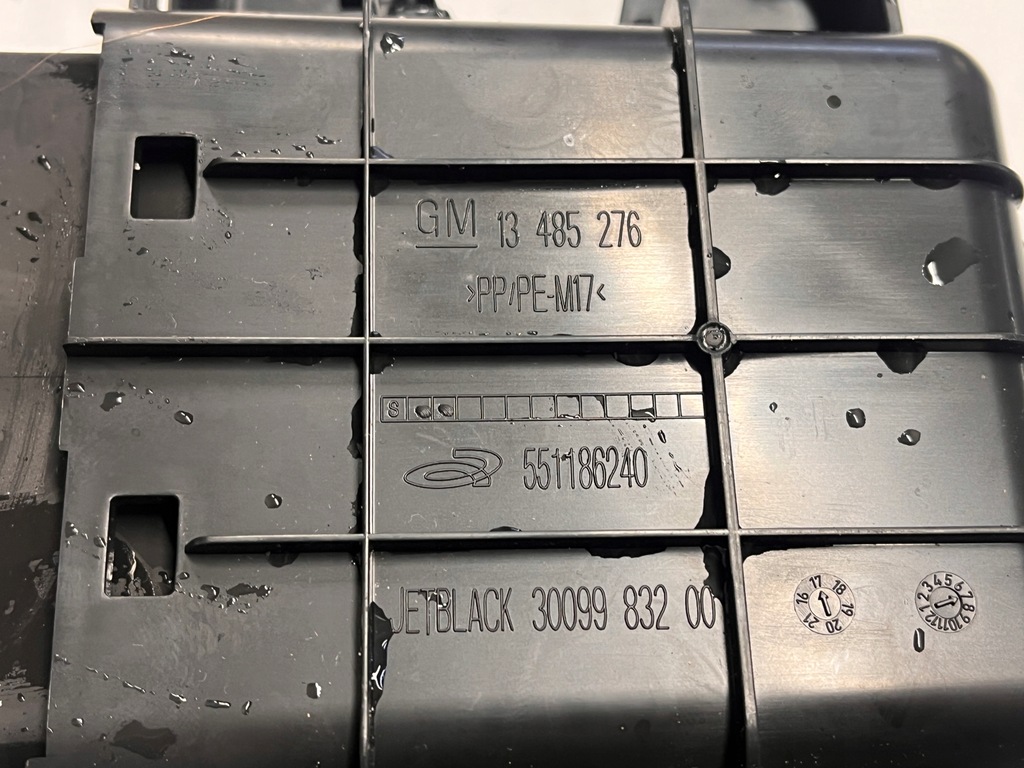 GM 13 485 276
>PP/PE-M17<
S
551186240
JETBLACK 30099 832 00
16 17 18 19 20 21
1 2 3 4 5 6 7 8 9 10 11 12